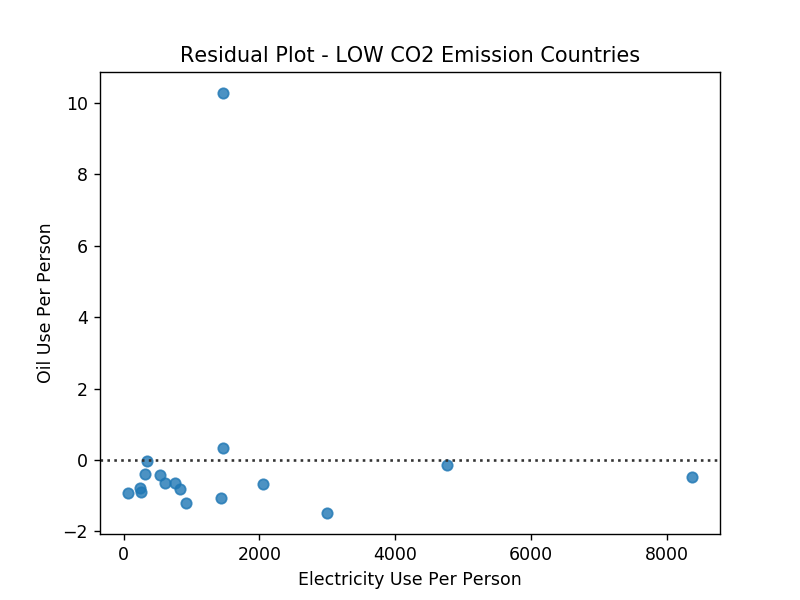 Residual Plot - LOW CO2 Emission Countries
10
8
6
4
2
0
−2
Oil Use Per Person
0 2000 4000 6000 8000
Electricity Use Per Person